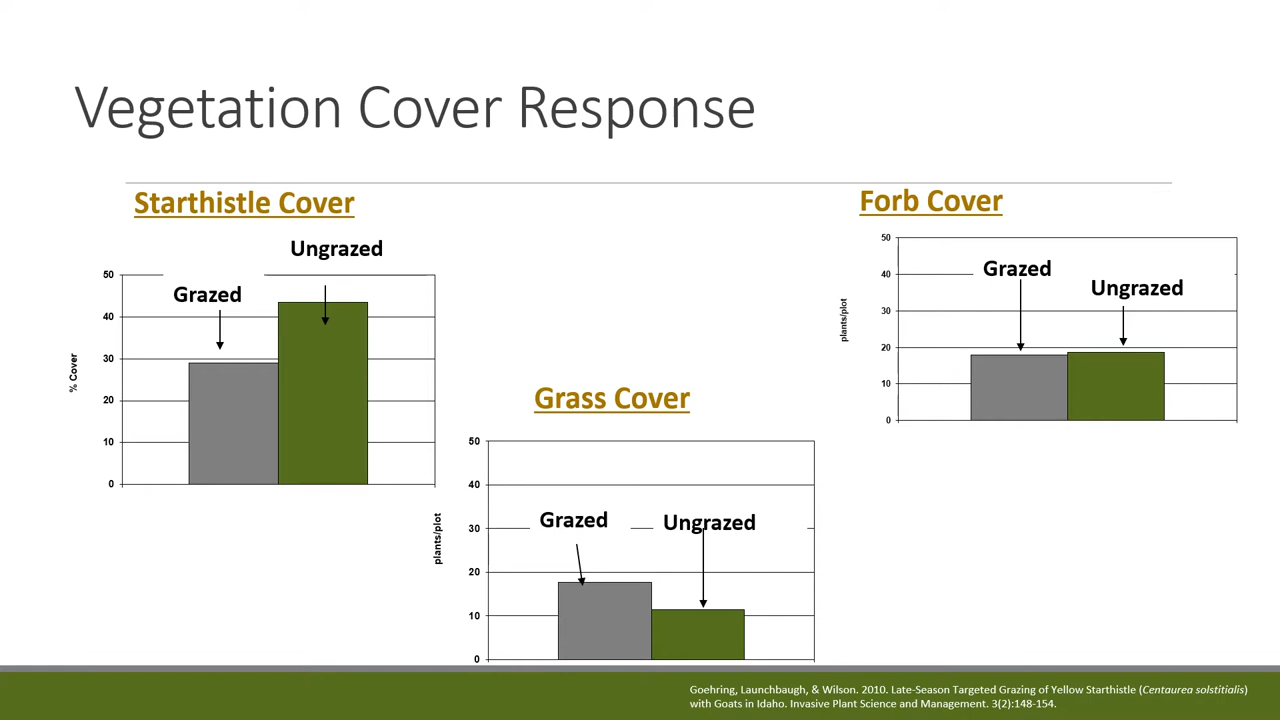 Vegetation Cover Response
Starthistle Cover
Ungrazed
Grazed
% Cover
50
40
30
20
10
0
Grass Cover
Grazed
Ungrazed
plants/plot
50
40
30
20
10
0
Forb Cover
Grazed
Ungrazed
plants/plot
50
40
30
20
10
0
Goehring, Launchbaugh, & Wilson. 2010. Late-Season Targeted Grazing of Yellow Starthistle (Centaurea solstitialis)
with Goats in Idaho. Invasive Plant Science and Management. 3(2):148-154.